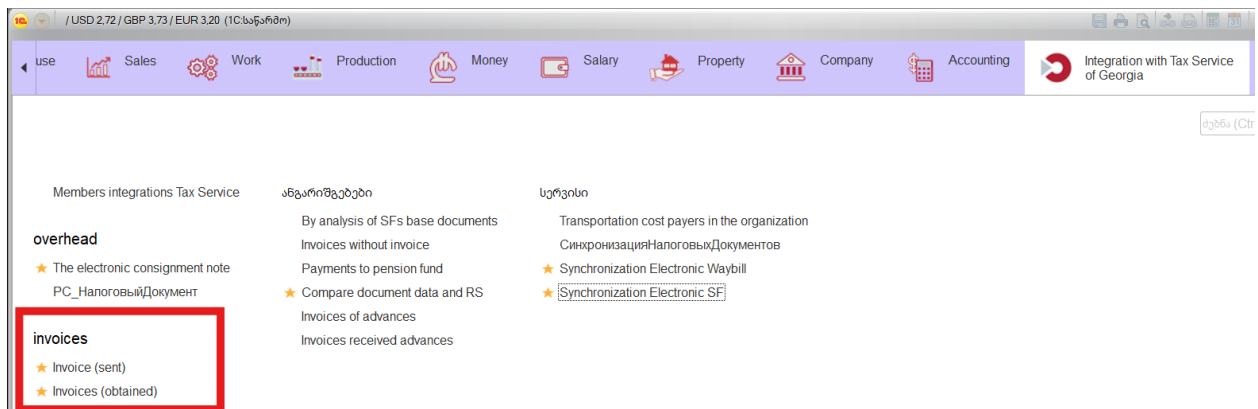 1C / USD 2,72 / GBP 3,73 / EUR 3,20 (1C:საწარმო)
use Sales Work Production Money Salary Property Company Accounting Integration with Tax Service
of Georgia
ძებნა (Ctr
Members integrations Tax Service
overhead
The electronic consignment note
РС_НалоговыйДокумент
invoices
Invoice (sent)
Invoices (obtained)
ანგარიშგებები
By analysis of SFs base documents
Invoices without invoice
Payments to pension fund
Compare document data and RS
Invoices of advances
Invoices received advances
სერვისი
Transportation cost payers in the organization
СинхронизацияНалоговыхДокументов
Synchronization Electronic Waybill
Synchronization Electronic SF